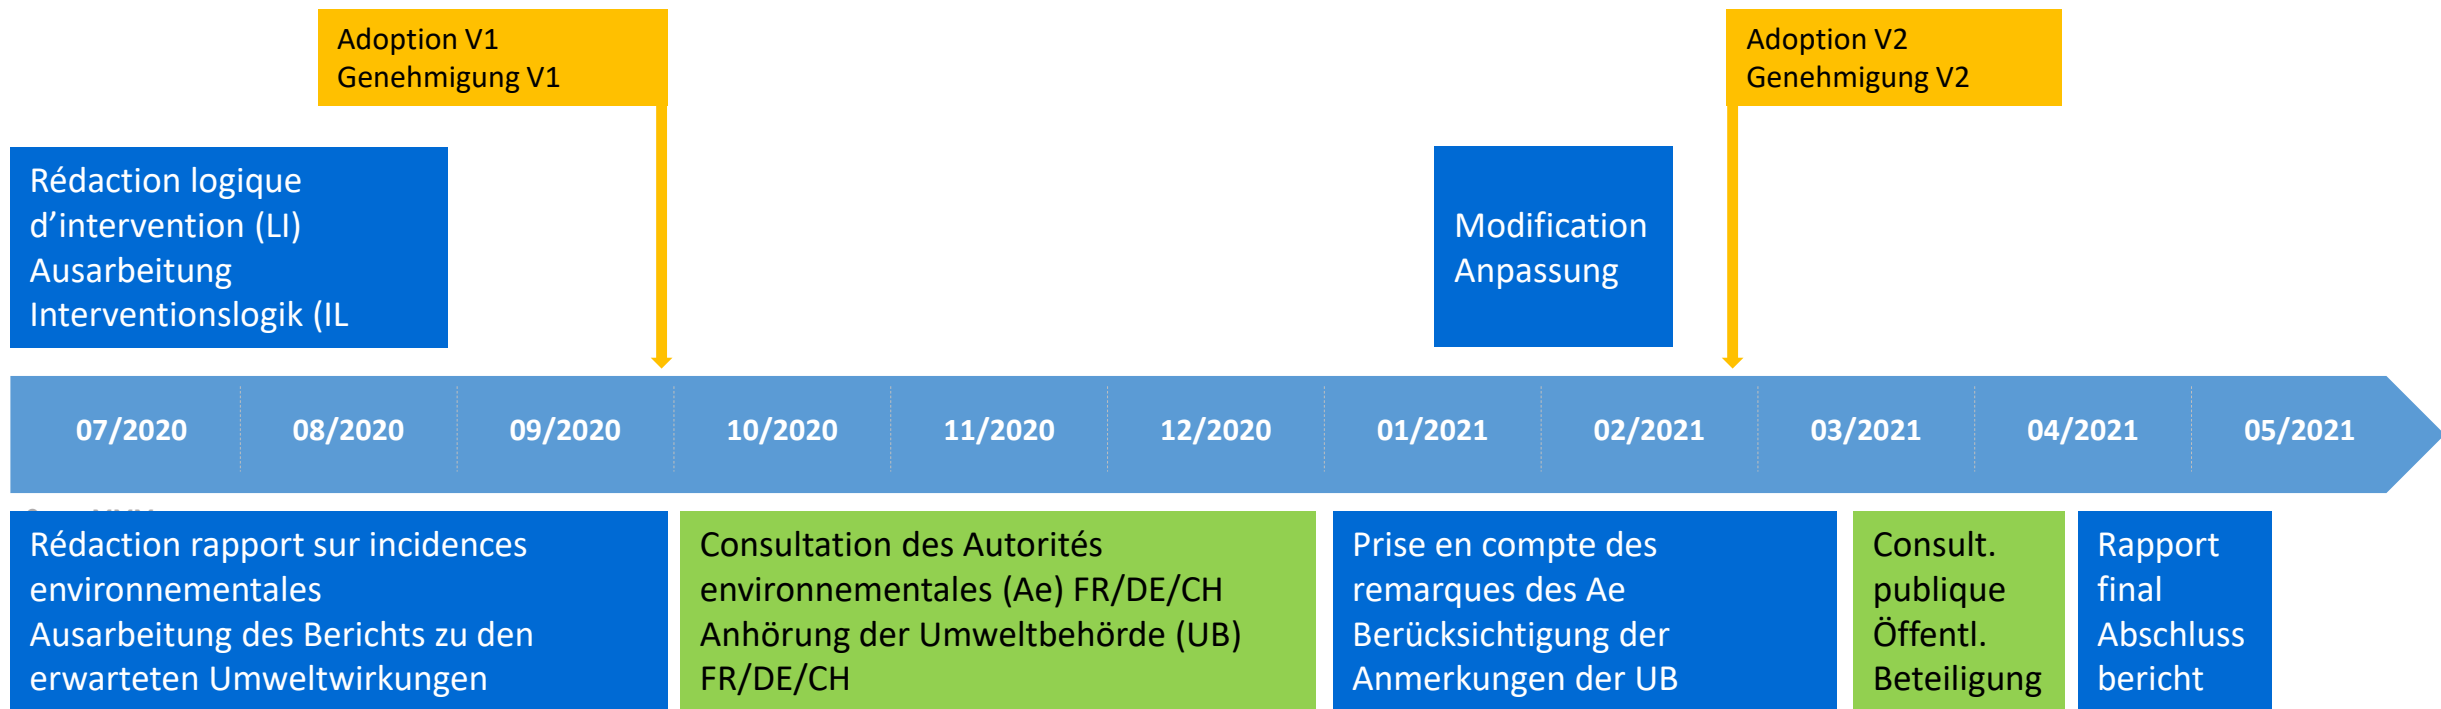 Adoption V1
Genehmigung V1
Adoption V2
Genehmigung V2
Rédaction logique
d’intervention (LI)
Ausarbeitung
Interventionslogik (IL
Modification
Anpassung
07/2020
08/2020
09/2020
10/2020
11/2020
12/2020
01/2021
02/2021
03/2021
04/2021
05/2021
Rédaction rapport sur incidences
environnementales
Ausarbeitung des Berichts zu den
erwarteten Umweltwirkungen
Consultation des Autorités
environnementales (Ae) FR/DE/CH
Anhörung der Umweltbehörde (UB)
FR/DE/CH
Prise en compte des
remarques des Ae
Berücksichtigung der
Anmerkungen der UB
Consult.
publique
Öffentl.
Beteiligung
Rapport
final
Abschluss
bericht